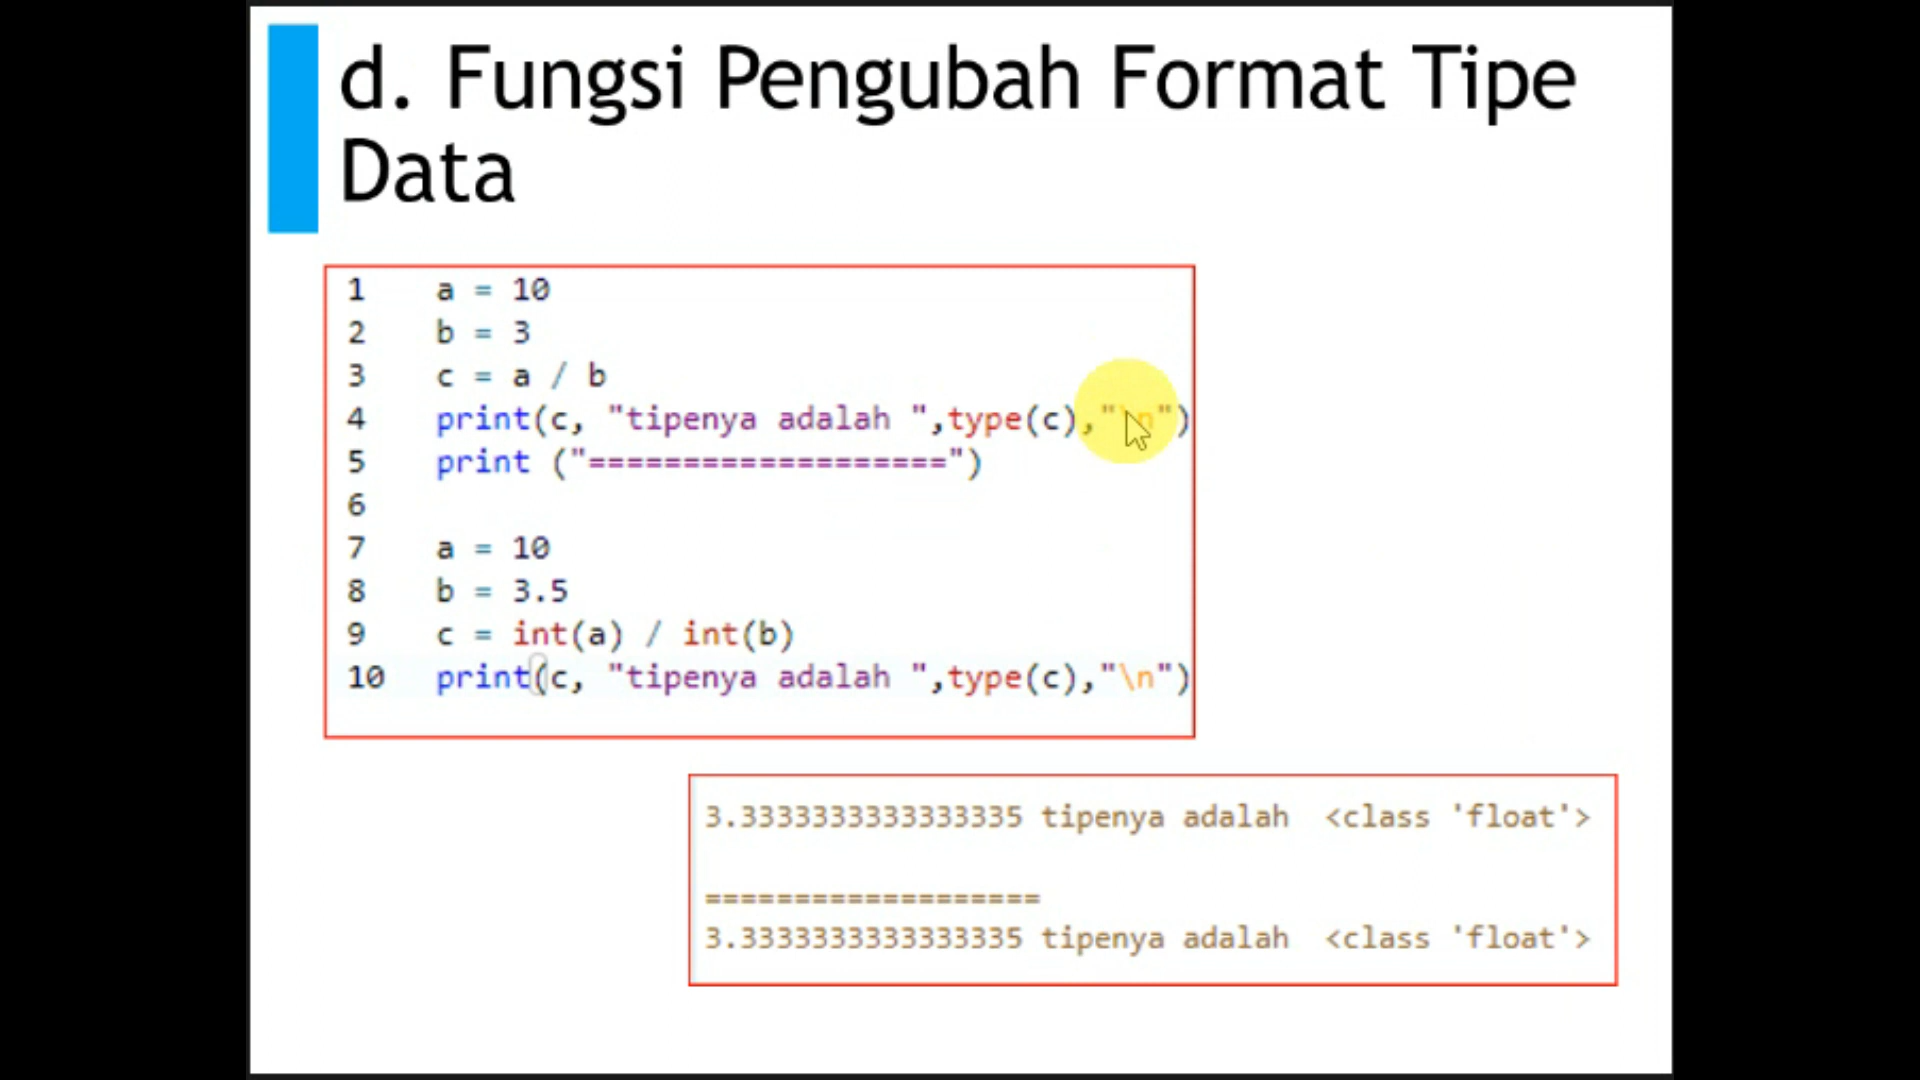 d. Fungsi Pengubah Format Tipe
Data
1 a = 10
2 b = 3
3 c = a / b
4 print(c, "tipenya adalah ",type(c),"\n")
5 print ("===================")
6
7 a = 10
8 b = 3.5
9 c = int(a) / int(b)
10 print(c, "tipenya adalah ",type(c),"\n")
3.3333333333333335 tipenya adalah  <class 'float'>
===================
3.3333333333333335 tipenya adalah  <class 'float'>